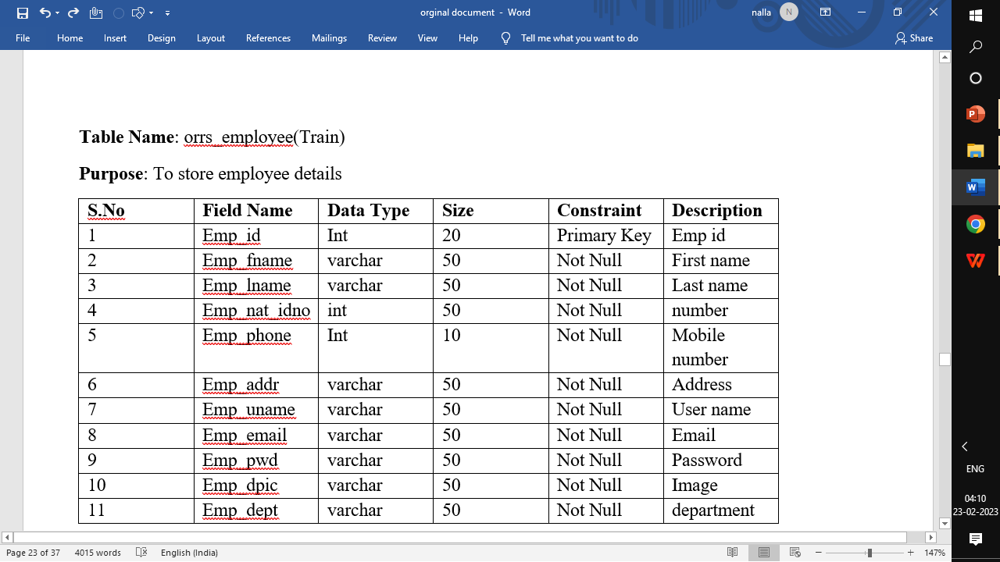 orginal document - Word
nalla N
File Home Insert Design Layout References Mailings Review View Help Tell me what you want to do Share
Table Name: orrs_employee(Train)
Purpose: To store employee details
S.No Field Name Data Type Size Constraint Description
1 Emp_id Int 20 Primary Key Emp id
2 Emp_fname varchar 50 Not Null First name
3 Emp_lname varchar 50 Not Null Last name
4 Emp_nat_idno int 50 Not Null number
5 Emp_phone Int 10 Not Null Mobile
number
6 Emp_addr varchar 50 Not Null Address
7 Emp_uname varchar 50 Not Null User name
8 Emp_email varchar 50 Not Null Email
9 Emp_pwd varchar 50 Not Null Password
10 Emp_dpic varchar 50 Not Null Image
11 Emp_dept varchar 50 Not Null department
Page 23 of 37 4015 words English (India) 147%
P
W
W
ENG
04:10
23-02-2023